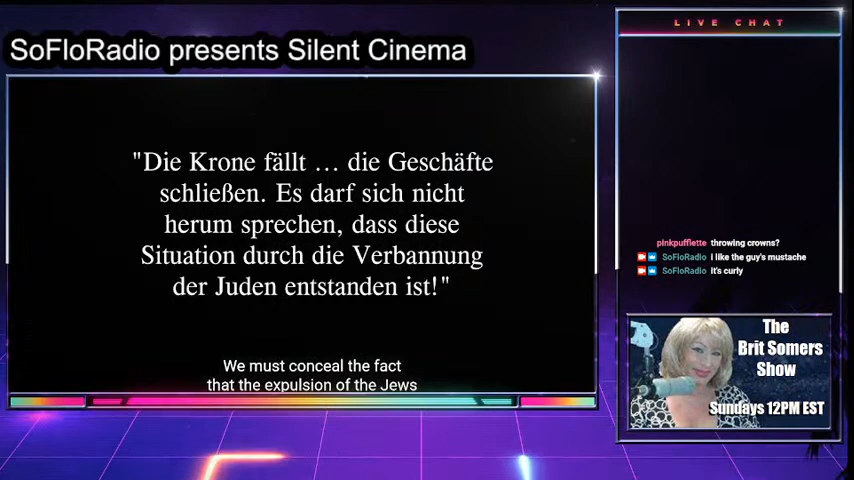 SoFloRadio presents Silent Cinema
"Die Krone fällt … die Geschäfte
schließen. Es darf sich nicht
herum sprechen, dass diese
Situation durch die Verbannung
der Juden entstanden ist!"
We must conceal the fact
that the expulsion of the Jews
LIVE CHAT
pinkpufflette throwing crowns?
SoFloRadio i like the guy's mustache
SoFloRadio it's curly
The
Brit Somers
Show
Sundays 12PM EST